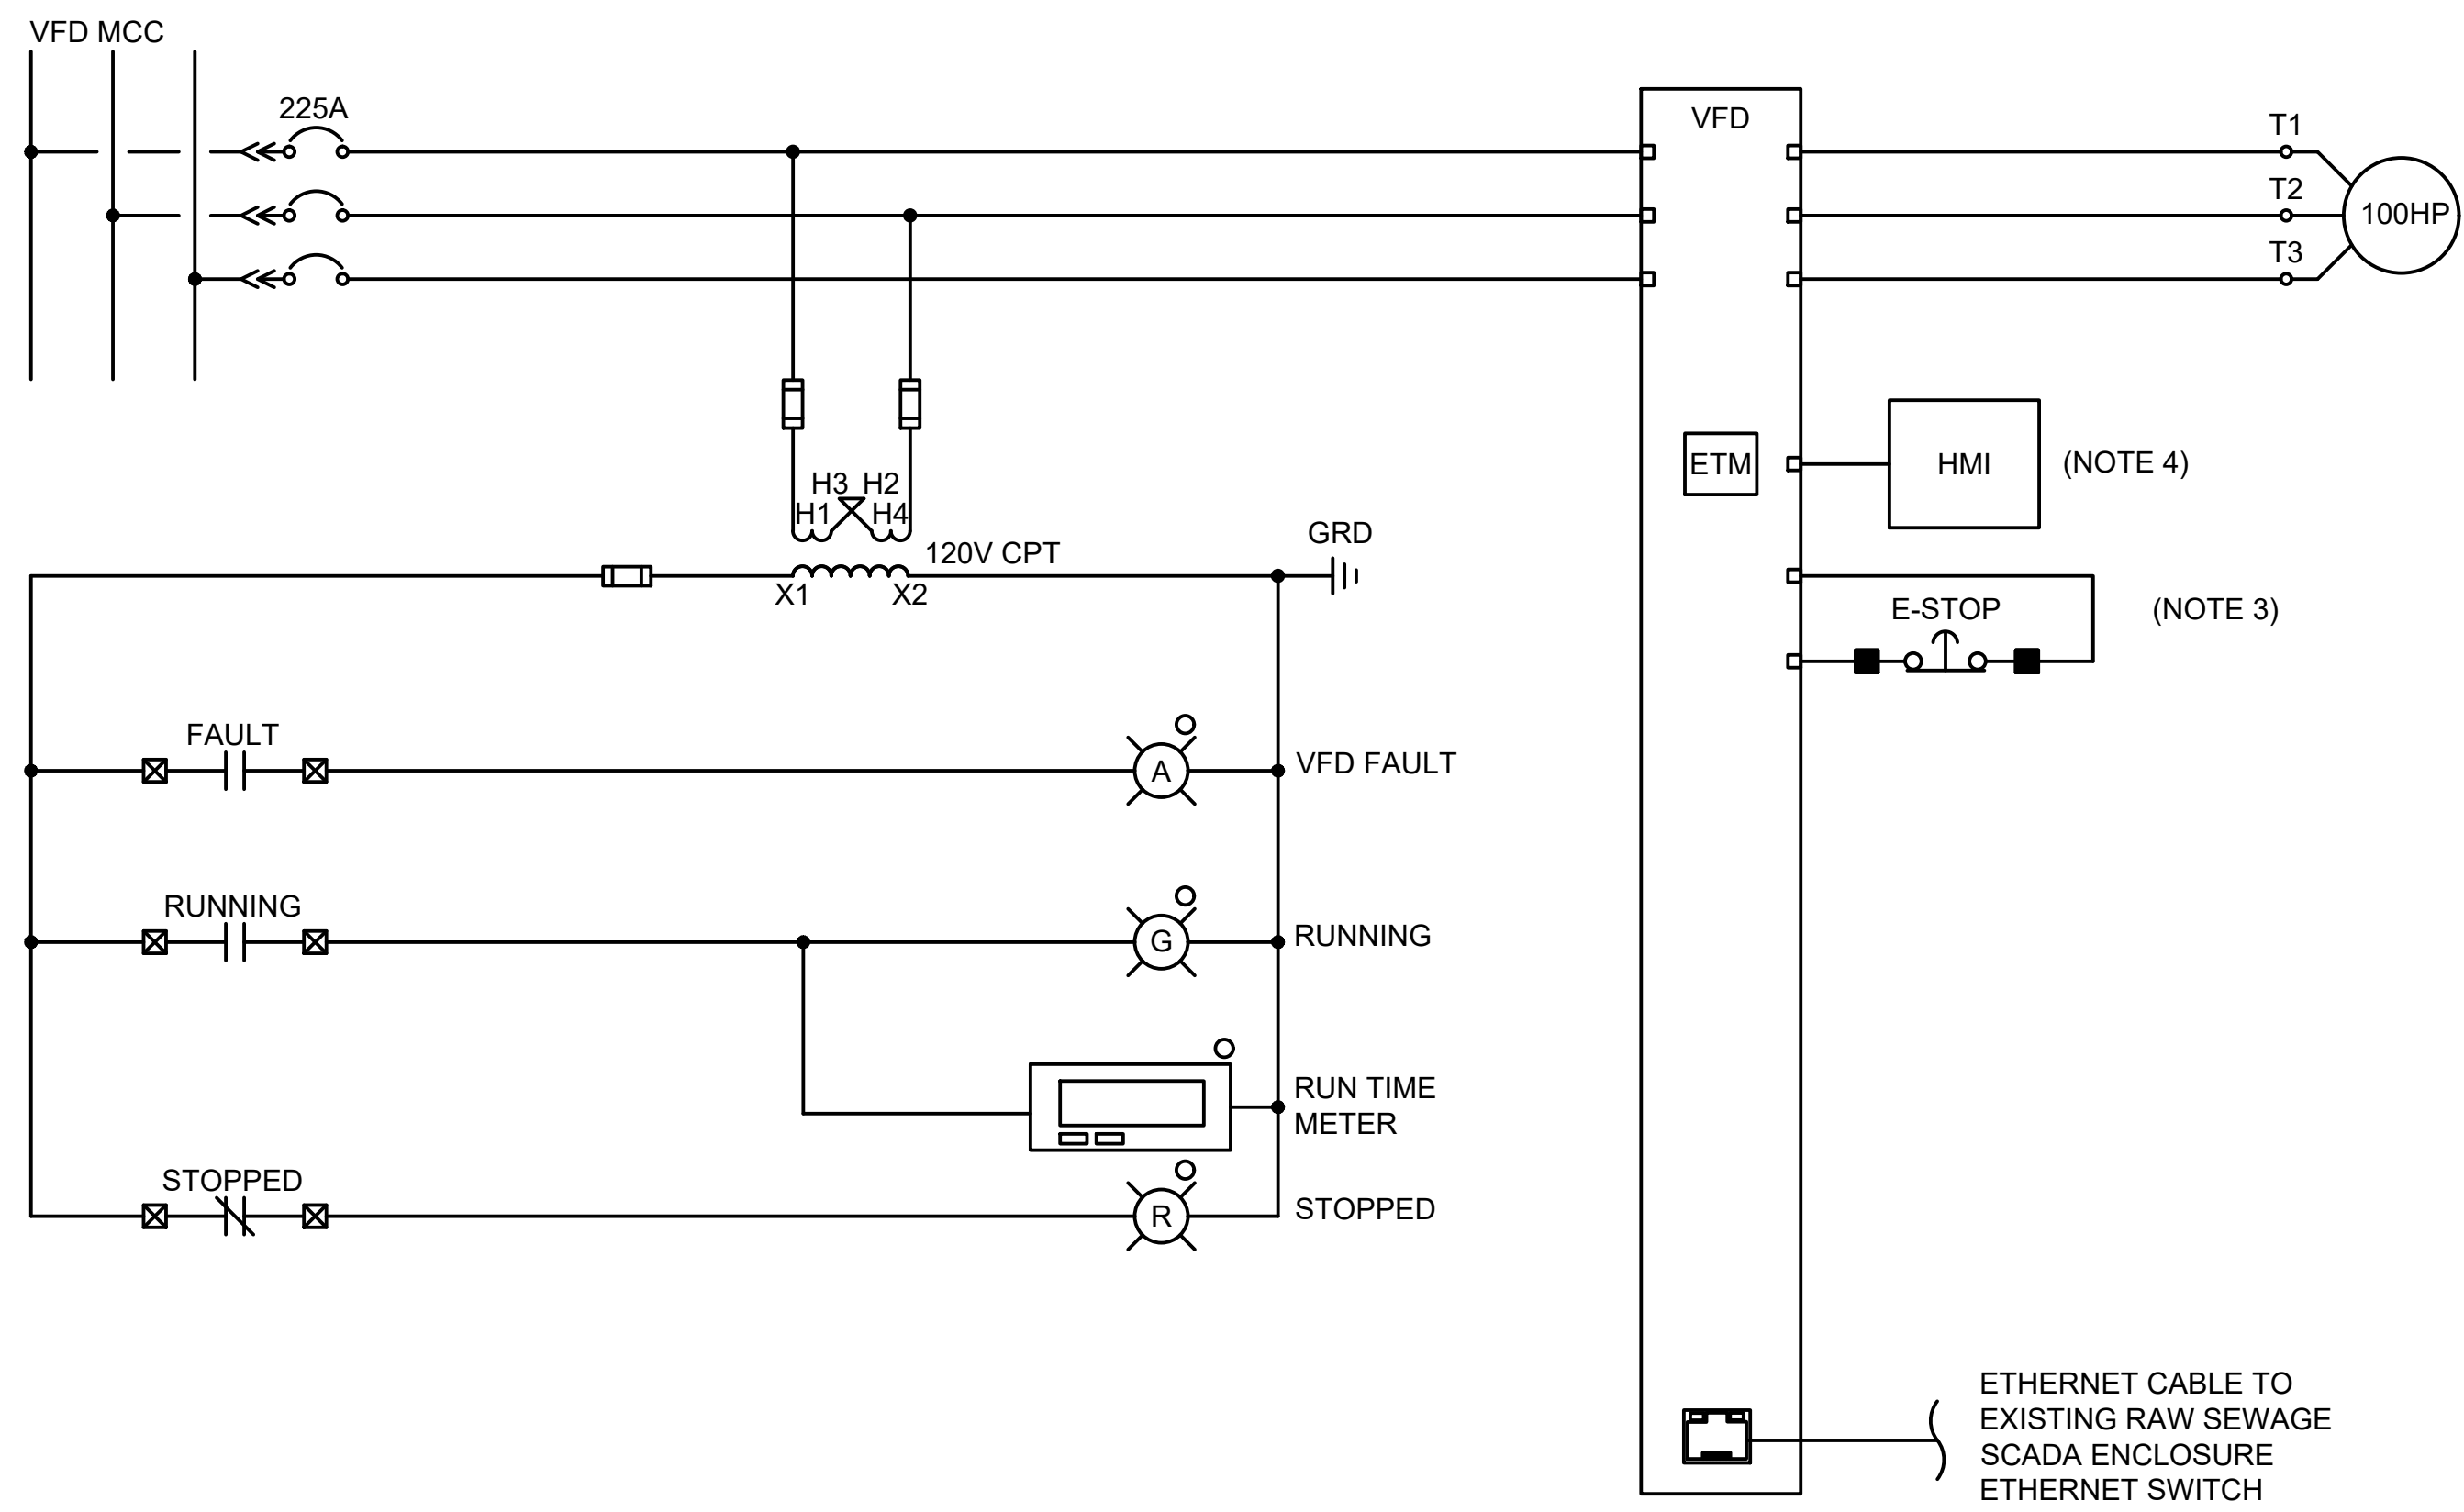 VFD MCC
225A
VFD
T1
T2
100HP
T3
H3 H2
H1 H4
ETM
HMI
(NOTE 4)
120V CPT
GRD
X1
X2
E-STOP
(NOTE 3)
FAULT
A
VFD FAULT
RUNNING
G
RUNNING
RUN TIME
METER
STOPPED
R
STOPPED
ETHERNET CABLE TO
EXISTING RAW SEWAGE
SCADA ENCLOSURE
ETHERNET SWITCH